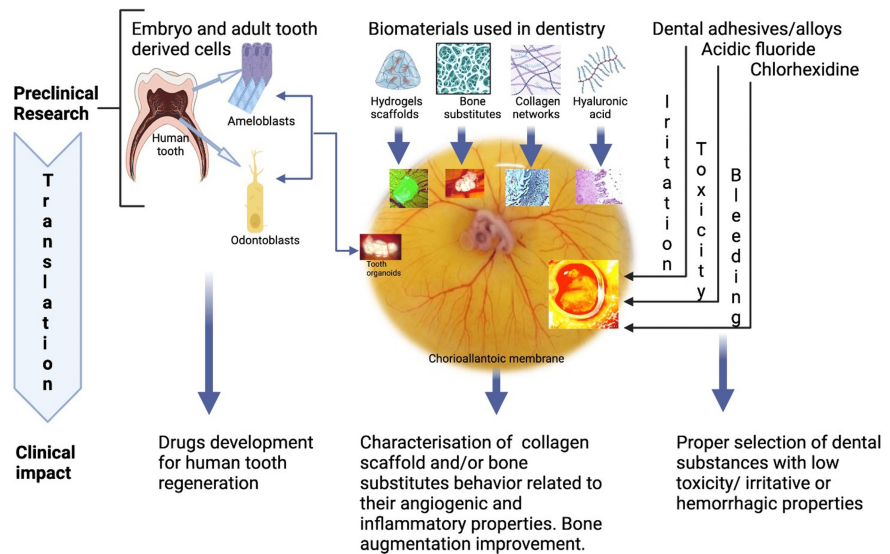 Embryo and adult tooth
derived cells
Biomaterials used in dentistry
Dental adhesives/alloys
Acidic fluoride
Chlorhexidine
Preclinical
Research
Human
tooth
Ameloblasts
Odontoblasts
Hydrogels
scaffolds
Bone
substitutes
Collagen
networks
Hyaluronic
acid
Irritation
Toxicity
Bleeding
Translation
Tooth
organoids
Chorioallantoic membrane
Clinical
impact
Drugs development
for human tooth
regeneration
Characterisation of  collagen
scaffold and/or bone
substitutes behavior related to
their angiogenic and
inflammatory properties. Bone
augmentation improvement.
Proper selection of dental
substances with low
toxicity/ irritative or
hemorrhagic properties